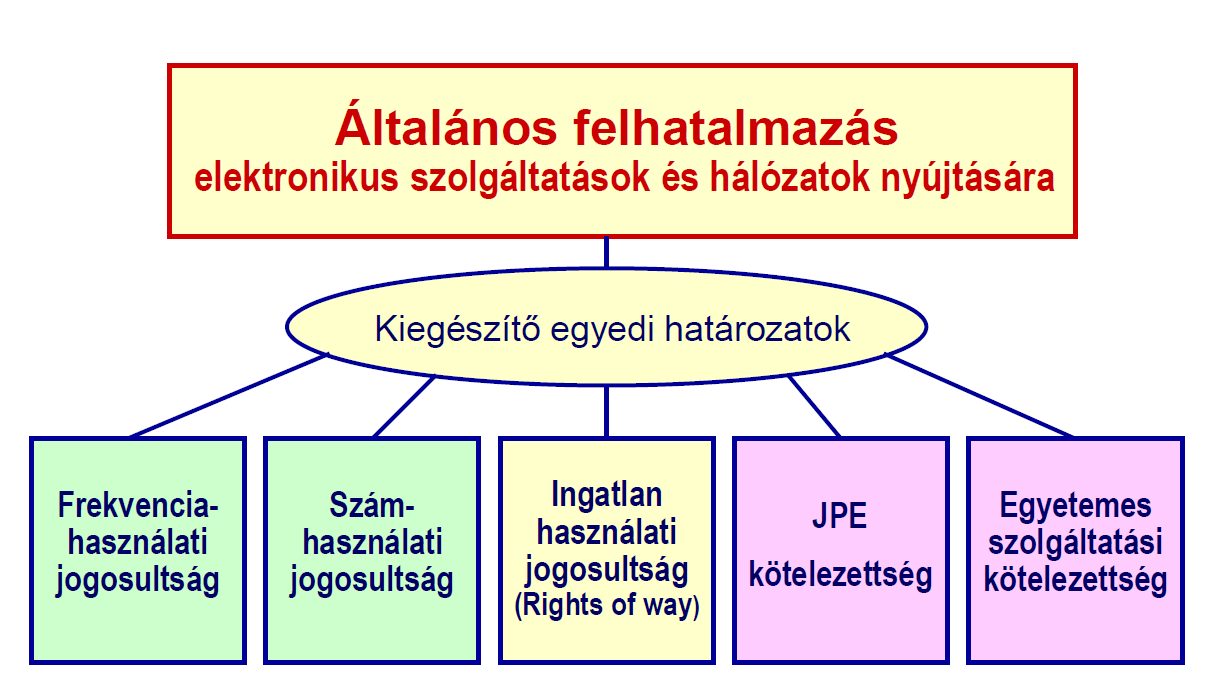 Általános felhatalmazás
elektronikus szolgáltatások és hálózatok nyújtására
Kiegészítő egyedi határozatok
Frekvencia-
használati
jogosultság
Szám-
használati
jogosultság
Ingatlan
használati
jogosultság
(Rights of way)
JPE
kötelezettség
Egyetemes
szolgáltatási
kötelezettség